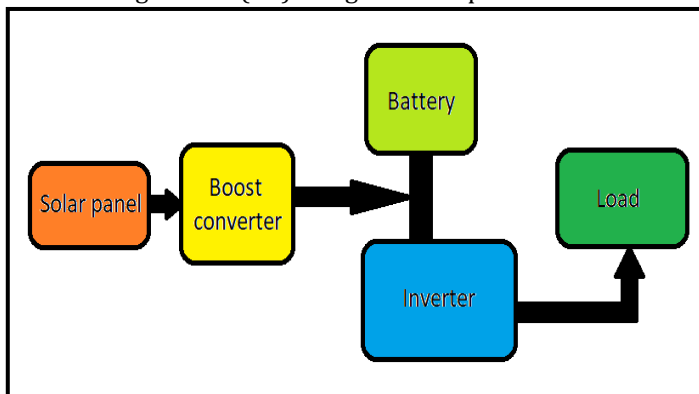 Battery
Solar panel
Boost
converter
Load
Inverter